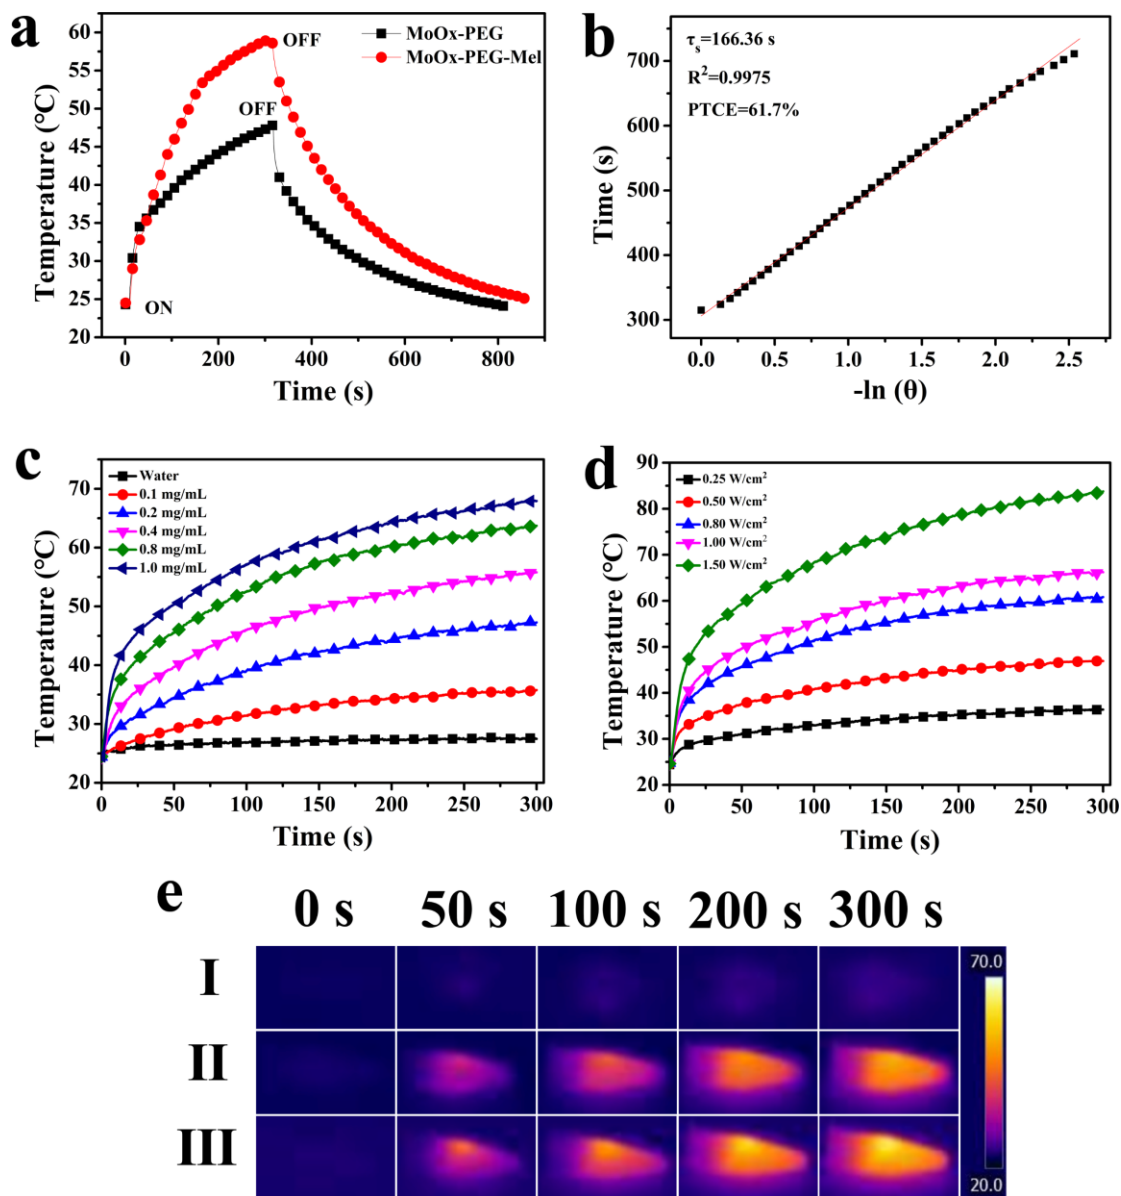 a
Temperature (°C)
60
55
50
45
40
35
30
25
20
OFF
OFF
ON
MoOx-PEG
MoOx-PEG-Mel
0 200 400 600 800
Time (s)
b
τs=166.36 s
R²=0.9975
PTCE=61.7%
Time (s)
700
600
500
400
300
0.0 0.5 1.0 1.5 2.0 2.5
-ln (θ)
c
Temperature (°C)
70
60
50
40
30
20
Water
0.1 mg/mL
0.2 mg/mL
0.4 mg/mL
0.8 mg/mL
1.0 mg/mL
0 50 100 150 200 250 300
Time (s)
d
Temperature (°C)
90
80
70
60
50
40
30
20
0.25 W/cm²
0.50 W/cm²
0.80 W/cm²
1.00 W/cm²
1.50 W/cm²
0 50 100 150 200 250 300
Time (s)
e
0 s 50 s 100 s 200 s 300 s
I
II
III
70.0
20.0